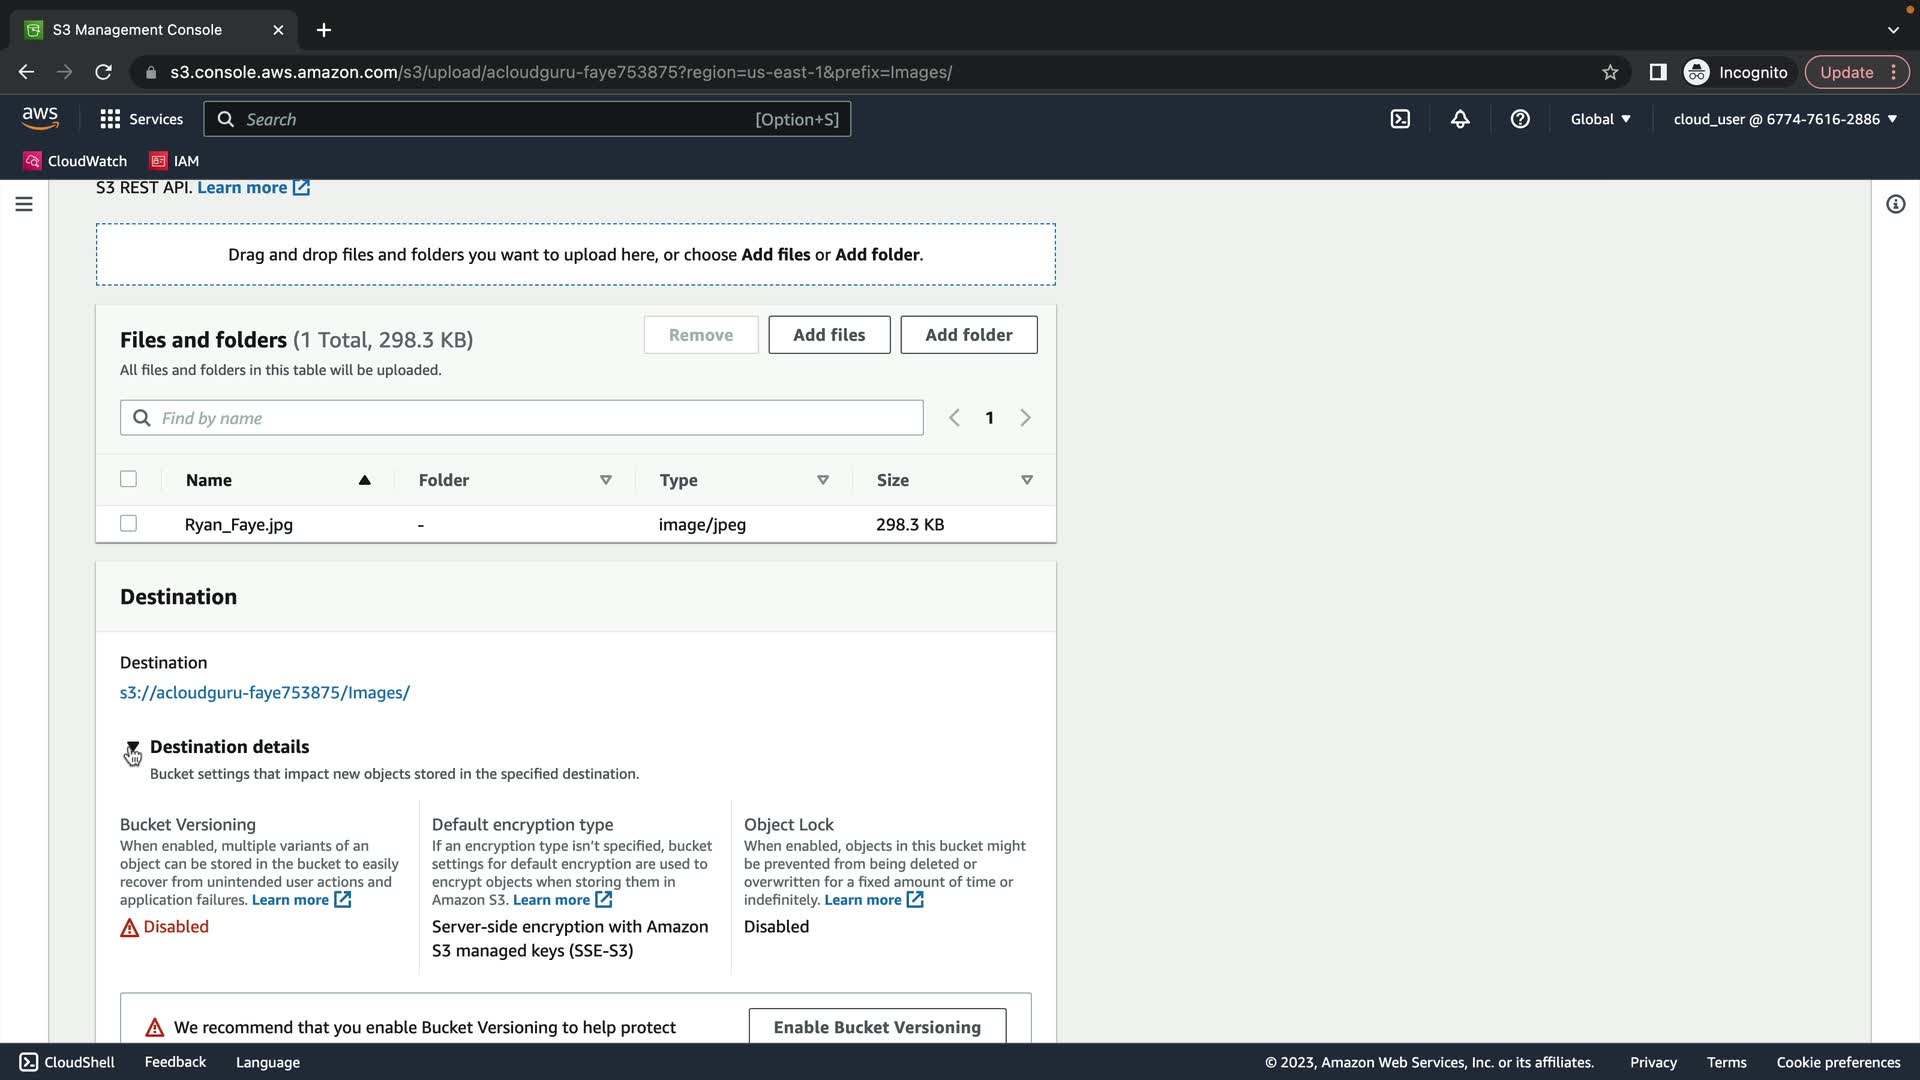 S3 Management Console
s3.console.aws.amazon.com/s3/upload/acloudguru-faye753875?region=us-east-1&prefix=Images/
Incognito
Update
aws
Services
Search
[Option+S]
Global
cloud_user @ 6774-7616-2886
CloudWatch
IAM
S3 REST API. Learn more
Drag and drop files and folders you want to upload here, or choose Add files or Add folder.
Files and folders (1 Total, 298.3 KB)
Remove
Add files
Add folder
All files and folders in this table will be uploaded.
Find by name
1
Name
Folder
Type
Size
Ryan_Faye.jpg
-
image/jpeg
298.3 KB
Destination
Destination
s3://acloudguru-faye753875/Images/
Destination details
Bucket settings that impact new objects stored in the specified destination.
Bucket Versioning
When enabled, multiple variants of an
object can be stored in the bucket to easily
recover from unintended user actions and
application failures. Learn more
Disabled
Default encryption type
If an encryption type isn't specified, bucket
settings for default encryption are used to
encrypt objects when storing them in
Amazon S3. Learn more
Server-side encryption with Amazon
S3 managed keys (SSE-S3)
Object Lock
When enabled, objects in this bucket might
be prevented from being deleted or
overwritten for a fixed amount of time or
indefinitely. Learn more
Disabled
We recommend that you enable Bucket Versioning to help protect
Enable Bucket Versioning
CloudShell
Feedback
Language
© 2023, Amazon Web Services, Inc. or its affiliates.
Privacy
Terms
Cookie preferences